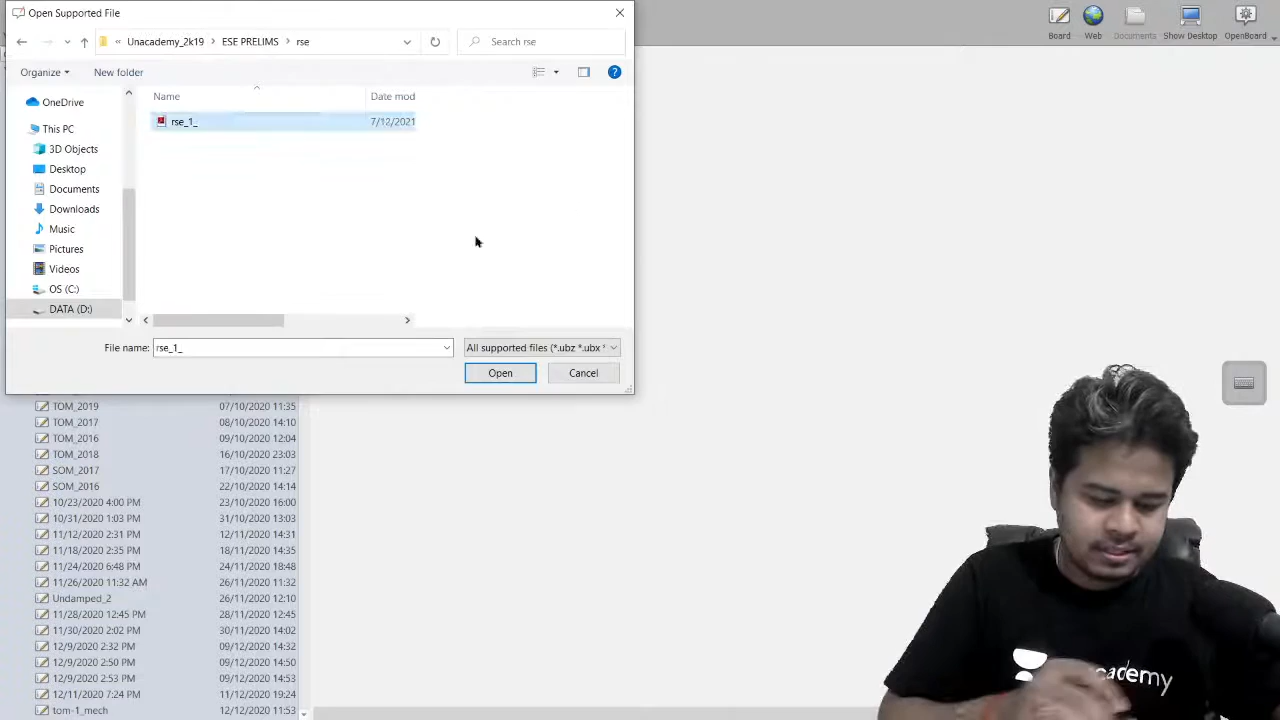 Open Supported File
« Unacademy_2k19 > ESE PRELIMS > rse
Search rse
Organize
New folder
Name
Date mod
rse_1_
7/12/2021
OneDrive
This PC
3D Objects
Desktop
Documents
Downloads
Music
Pictures
Videos
OS (C:)
DATA (D:)
File name:
rse_1_
All supported files (*.ubz *.ubx *
Open
Cancel
Board
Web
Documents
Show Desktop
OpenBoard
TOM_2019 07/10/2020 11:35
TOM_2017 08/10/2020 14:10
TOM_2016 09/10/2020 12:04
TOM_2018 16/10/2020 23:03
SOM_2017 17/10/2020 11:27
SOM_2016 22/10/2020 14:14
10/23/2020 4:00 PM 23/10/2020 16:00
10/31/2020 1:03 PM 31/10/2020 13:03
11/12/2020 2:31 PM 12/11/2020 14:31
11/18/2020 2:35 PM 18/11/2020 14:35
11/24/2020 6:48 PM 24/11/2020 18:48
11/26/2020 11:32 AM 26/11/2020 11:32
Undamped_2 26/11/2020 12:10
11/28/2020 12:45 PM 28/11/2020 12:45
11/30/2020 2:02 PM 30/11/2020 14:02
12/9/2020 2:32 PM 09/12/2020 14:32
12/9/2020 2:50 PM 09/12/2020 14:50
12/9/2020 2:53 PM 09/12/2020 14:53
12/11/2020 7:24 PM 11/12/2020 19:24
tom-1_mech 12/12/2020 11:53